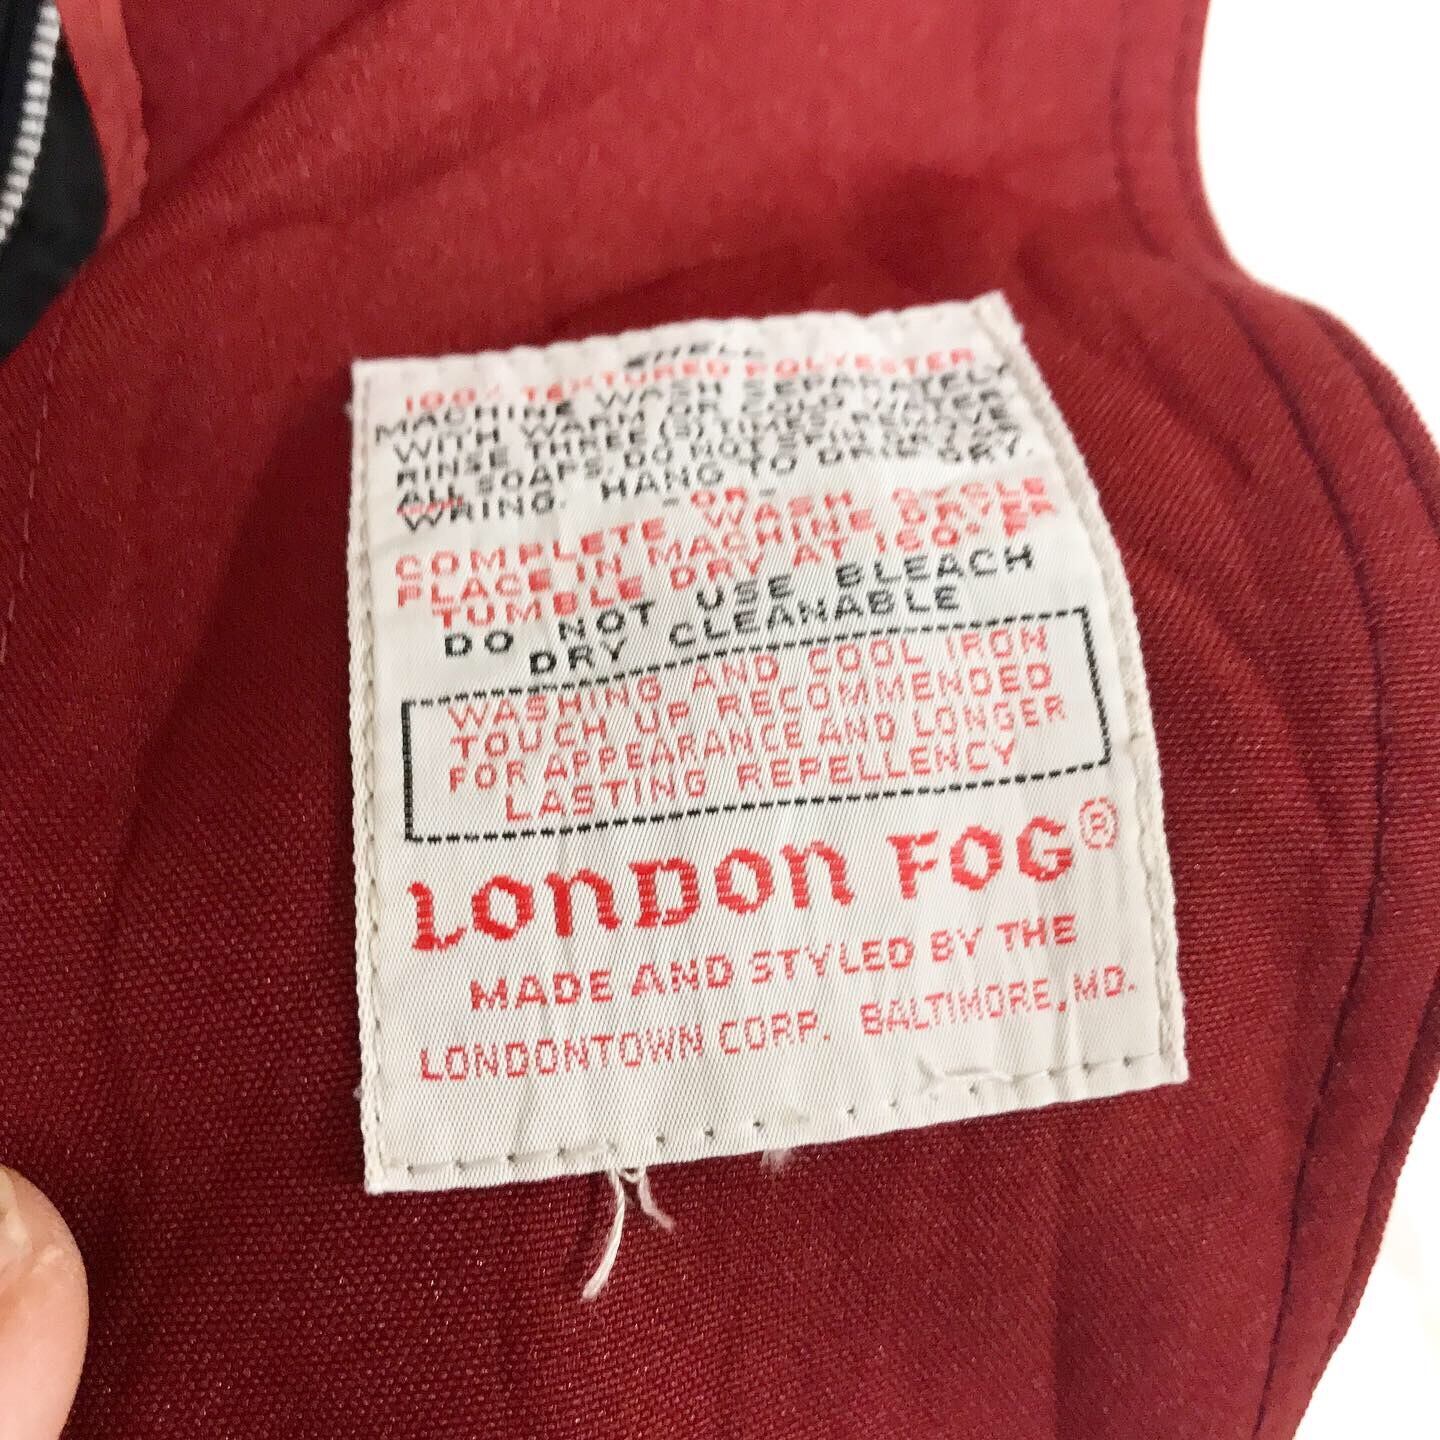 SHELL
100% TEXTURED POLYESTER
MACHINE WASH SEPARATELY
WITH WARM OR COLD WATER
RINSE THREE (3) TIMES. REMOVE
ALL SOAPS. DO NOT SPIN OR
WRING. HANG TO DRIP DRY.
-OR-
COMPLETE WASH CYCLE
PLACE IN MACHINE DRYER
TUMBLE DRY AT 160° F
DO NOT USE BLEACH
DRY CLEANABLE
WASHING AND COOL IRON
TOUCH UP RECOMMENDED
FOR APPEARANCE AND LONGER
LASTING REPELLENCY
LONDON FOG®
MADE AND STYLED BY THE
LONDONTOWN CORP. BALTIMORE, MD.